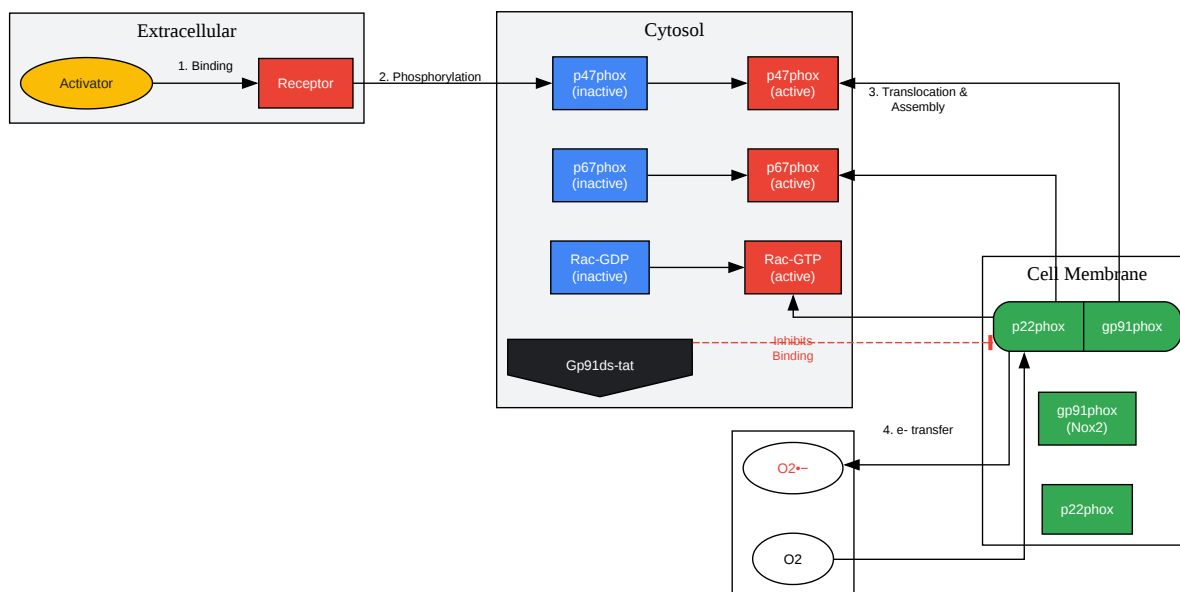 Extracellular
Activator
1. Binding
Receptor
2. Phosphorylation
Cytosol
p47phox
(inactive)
p47phox
(active)
3. Translocation &
Assembly
p67phox
(inactive)
p67phox
(active)
Rac-GDP
(inactive)
Rac-GTP
(active)
Gp91ds-tat
Inhibits
Binding
Cell Membrane
p22phox
gp91phox
gp91phox
(Nox2)
p22phox
4. e- transfer
O2•−
O2